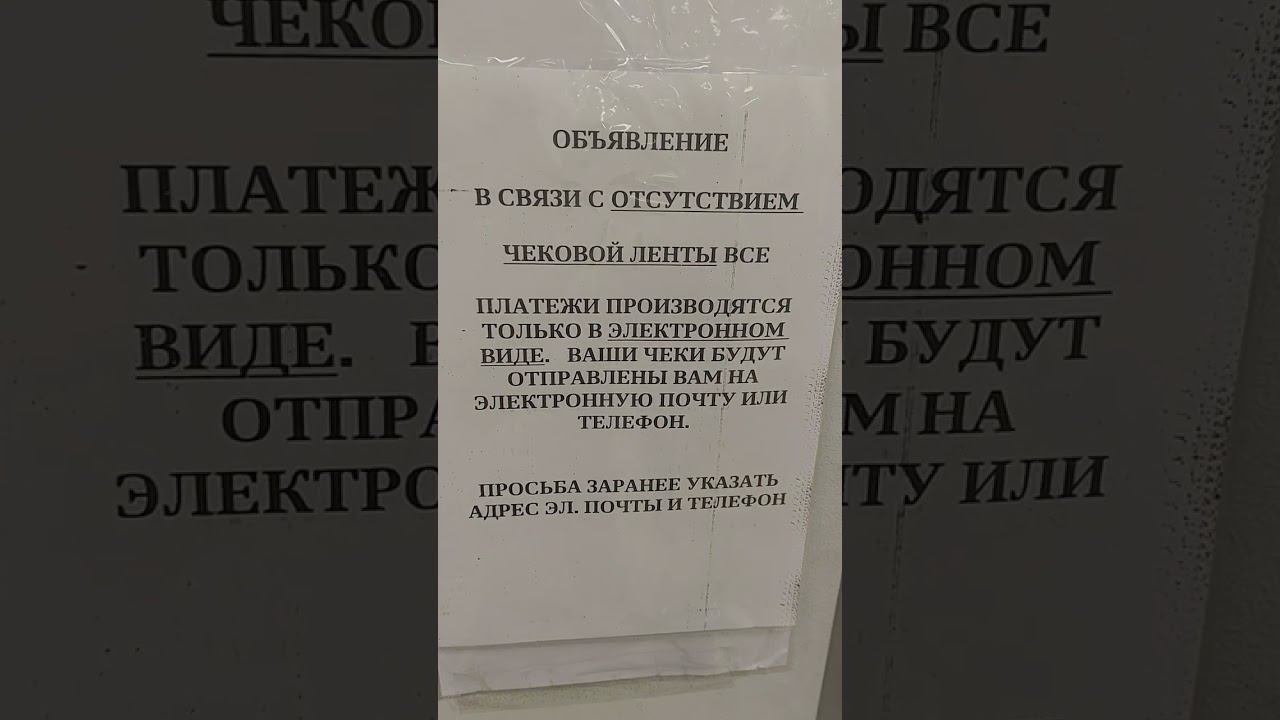 ОБЪЯВЛЕНИЕ
В СВЯЗИ С ОТСУТСТВИЕМ
ЧЕКОВОЙ ЛЕНТЫ ВСЕ
ПЛАТЕЖИ ПРОИЗВОДЯТСЯ
ТОЛЬКО В ЭЛЕКТРОННОМ
ВИДЕ. ВАШИ ЧЕКИ БУДУТ
ОТПРАВЛЕНЫ ВАМ НА
ЭЛЕКТРОННУЮ ПОЧТУ ИЛИ
ТЕЛЕФОН.
ПРОСЬБА ЗАРАНЕЕ УКАЗАТЬ
АДРЕС ЭЛ. ПОЧТЫ И ТЕЛЕФОН